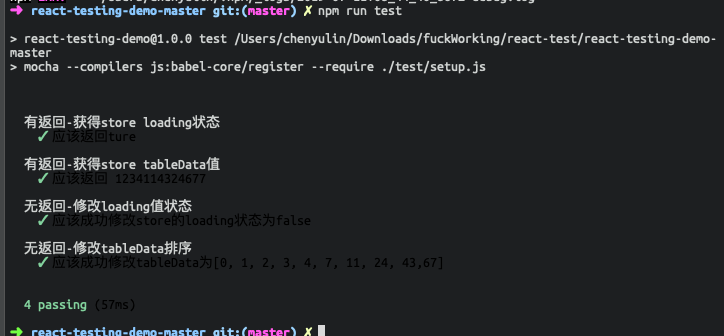 ➜ react-testing-demo-master git:(master) ✗ npm run test
> react-testing-demo@1.0.0 test /Users/chenyulin/Downloads/fuckWorking/react-test/react-testing-demo-
master
> mocha --compilers js:babel-core/register --require ./test/setup.js
有返回-获得store loading状态
✓ 应该返回ture
有返回-获得store tableData值
✓ 应该返回 1234114324677
无返回-修改loading值状态
✓ 应该成功修改store的loading状态为false
无返回-修改tableData排序
✓ 应该成功修改tableData为[0, 1, 2, 3, 4, 7, 11, 24, 43,67]
4 passing (57ms)
➜ react-testing-demo-master git:(master) ✗